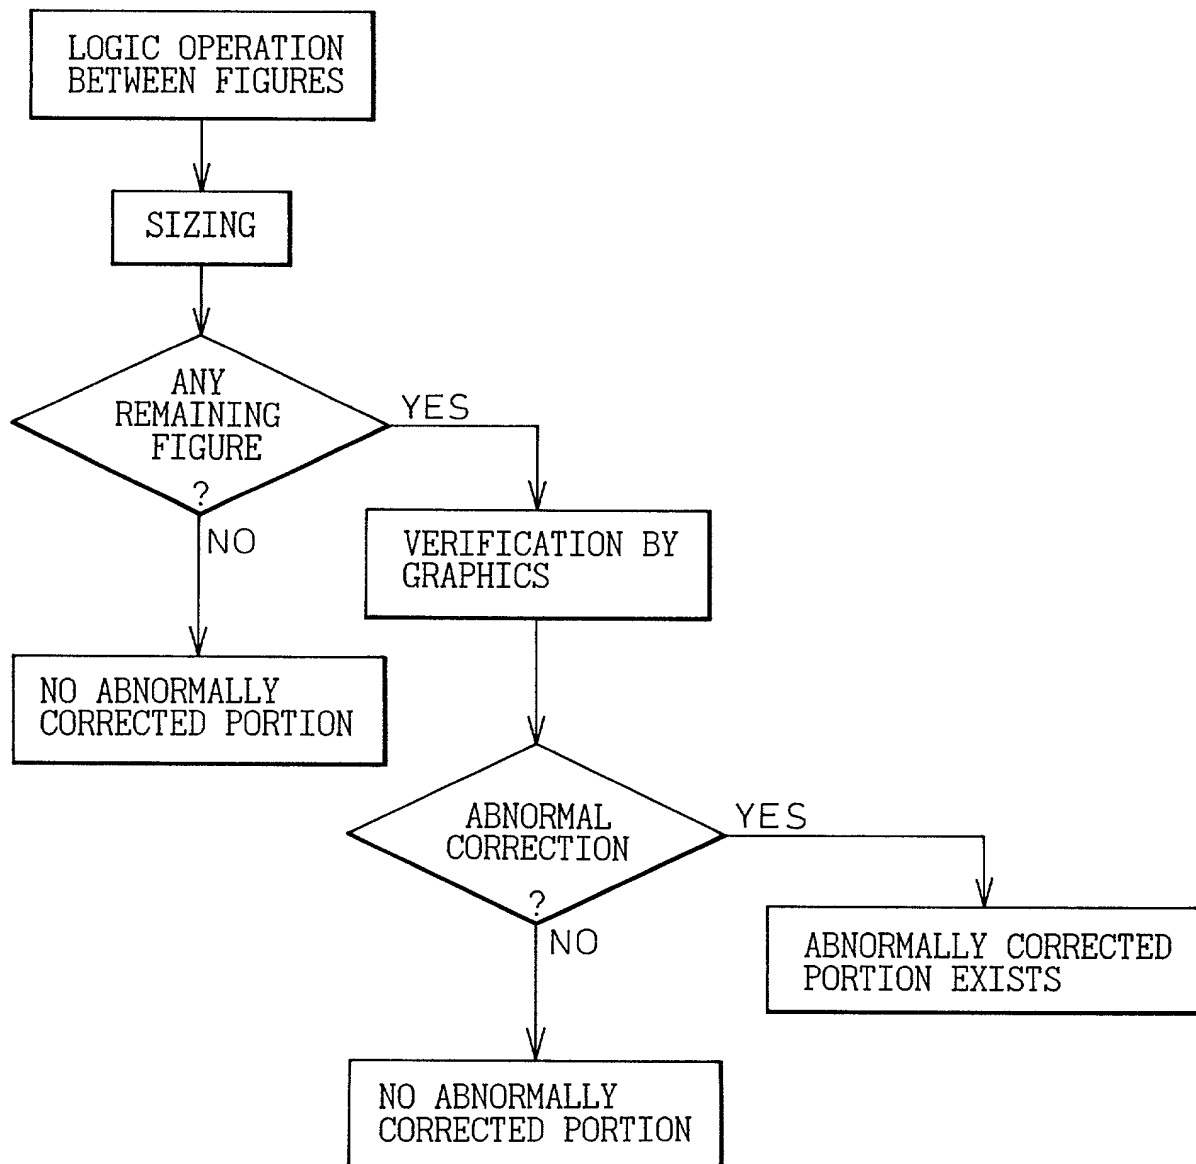 LOGIC OPERATION
BETWEEN FIGURES
SIZING
ANY
REMAINING
FIGURE
?
YES
NO
VERIFICATION BY
GRAPHICS
NO ABNORMALLY
CORRECTED PORTION
ABNORMAL
CORRECTION
?
YES
NO
ABNORMALLY CORRECTED
PORTION EXISTS
NO ABNORMALLY
CORRECTED PORTION